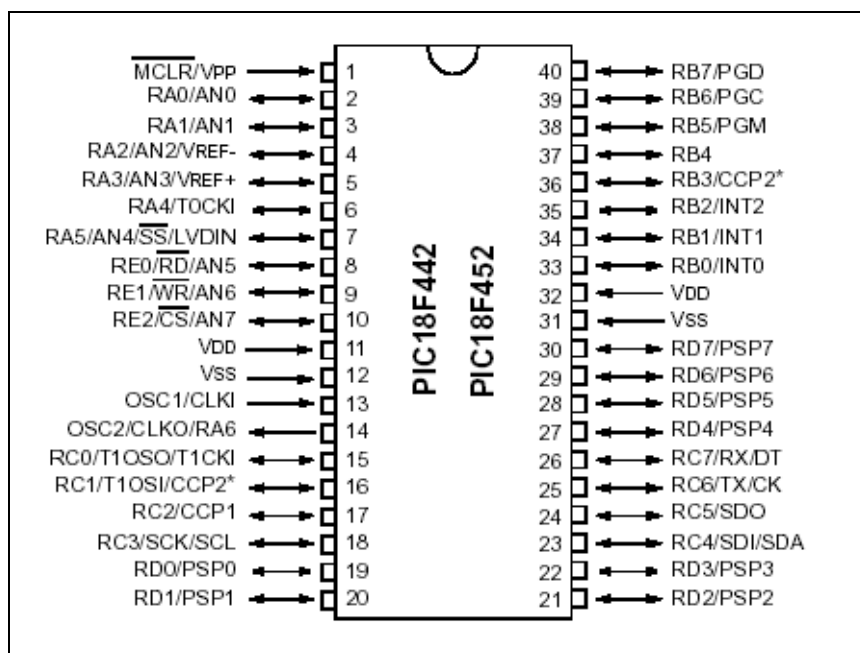 M̅C̅L̅R̅/VPP 1
RA0/AN0 2
RA1/AN1 3
RA2/AN2/VREF- 4
RA3/AN3/VREF+ 5
RA4/T0CKI 6
RA5/AN4/S̅S̅/LVDIN 7
RE0/R̅D̅/AN5 8
RE1/W̅R̅/AN6 9
RE2/C̅S̅/AN7 10
VDD 11
VSS 12
OSC1/CLKI 13
OSC2/CLKO/RA6 14
RC0/T1OSO/T1CKI 15
RC1/T1OSI/CCP2* 16
RC2/CCP1 17
RC3/SCK/SCL 18
RD0/PSP0 19
RD1/PSP1 20
PIC18F442
PIC18F452
40 RB7/PGD
39 RB6/PGC
38 RB5/PGM
37 RB4
36 RB3/CCP2*
35 RB2/INT2
34 RB1/INT1
33 RB0/INT0
32 VDD
31 VSS
30 RD7/PSP7
29 RD6/PSP6
28 RD5/PSP5
27 RD4/PSP4
26 RC7/RX/DT
25 RC6/TX/CK
24 RC5/SDO
23 RC4/SDI/SDA
22 RD3/PSP3
21 RD2/PSP2